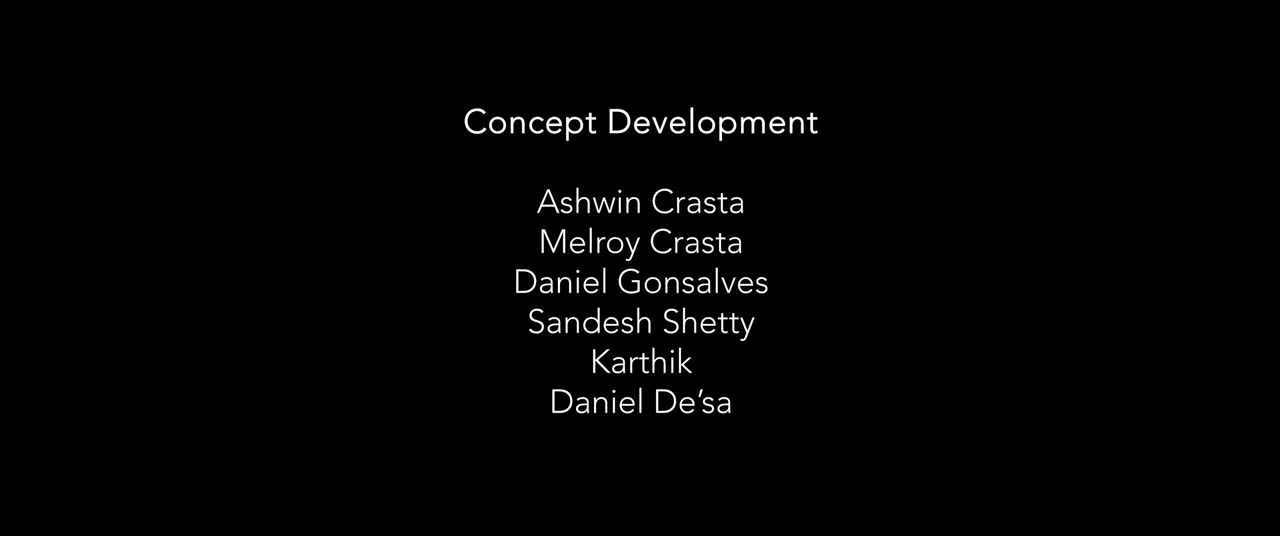 Concept Development
Ashwin Crasta
Melroy Crasta
Daniel Gonsalves
Sandesh Shetty
Karthik
Daniel De’sa